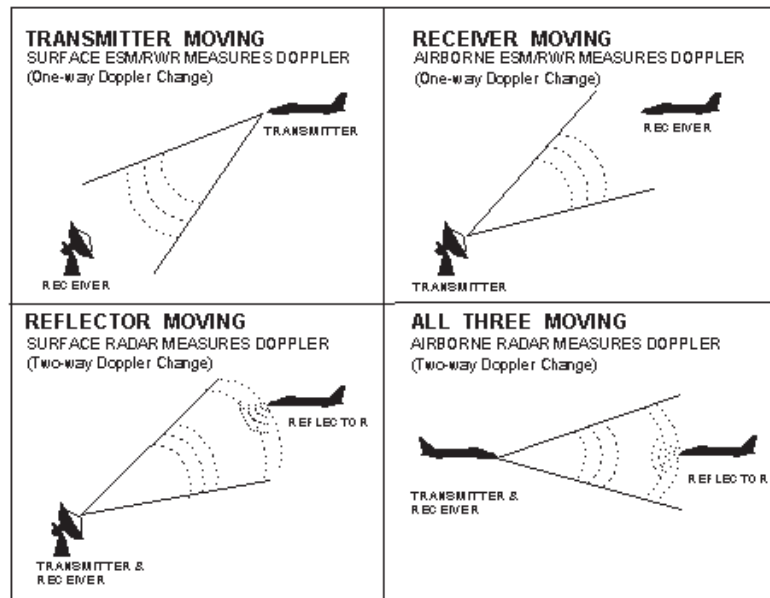 TRANSMITTER MOVING
SURFACE ESM/RWR MEASURES DOPPLER
(One-way Doppler Change)
TRANSMITTER
RECEIVER
RECEIVER MOVING
AIRBORNE ESM/RWR MEASURES DOPPLER
(One-way Doppler Change)
RECEIVER
TRANSMITTER
REFLECTOR MOVING
SURFACE RADAR MEASURES DOPPLER
(Two-way Doppler Change)
REFLECTOR
TRANSMITTER &
RECEIVER
ALL THREE MOVING
AIRBORNE RADAR MEASURES DOPPLER
(Two-way Doppler Change)
REFLECTOR
TRANSMITTER &
RECEIVER